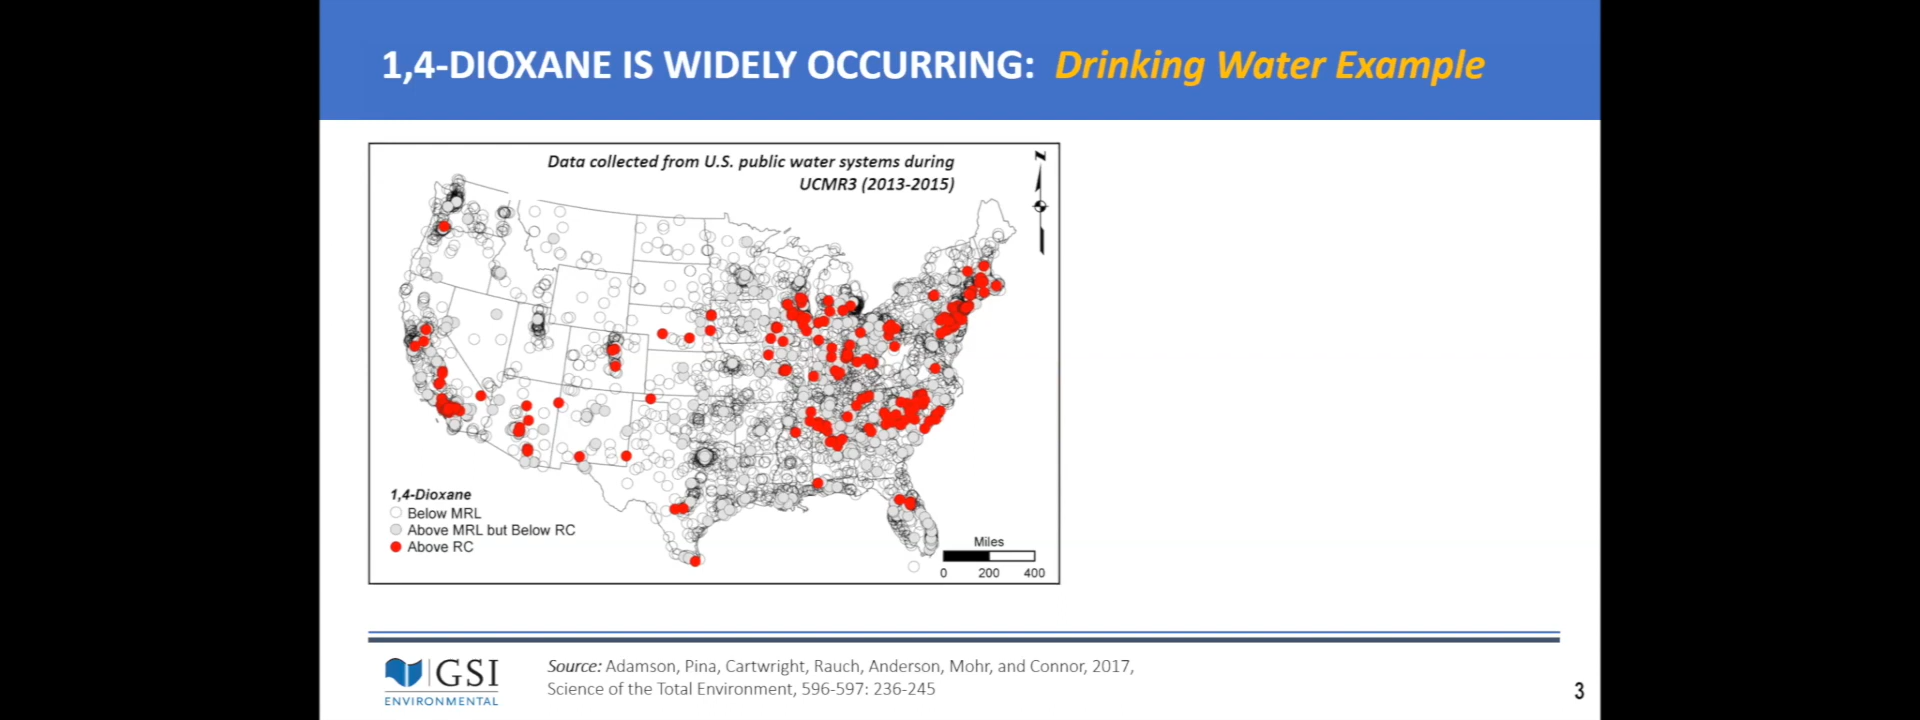 1,4-DIOXANE IS WIDELY OCCURRING: Drinking Water Example
Data collected from U.S. public water systems during
UCMR3 (2013-2015)
N
1,4-Dioxane
Below MRL
Above MRL but Below RC
Above RC
Miles
0 200 400
GSI
ENVIRONMENTAL
Source: Adamson, Pina, Cartwright, Rauch, Anderson, Mohr, and Connor, 2017,
Science of the Total Environment, 596-597: 236-245
3